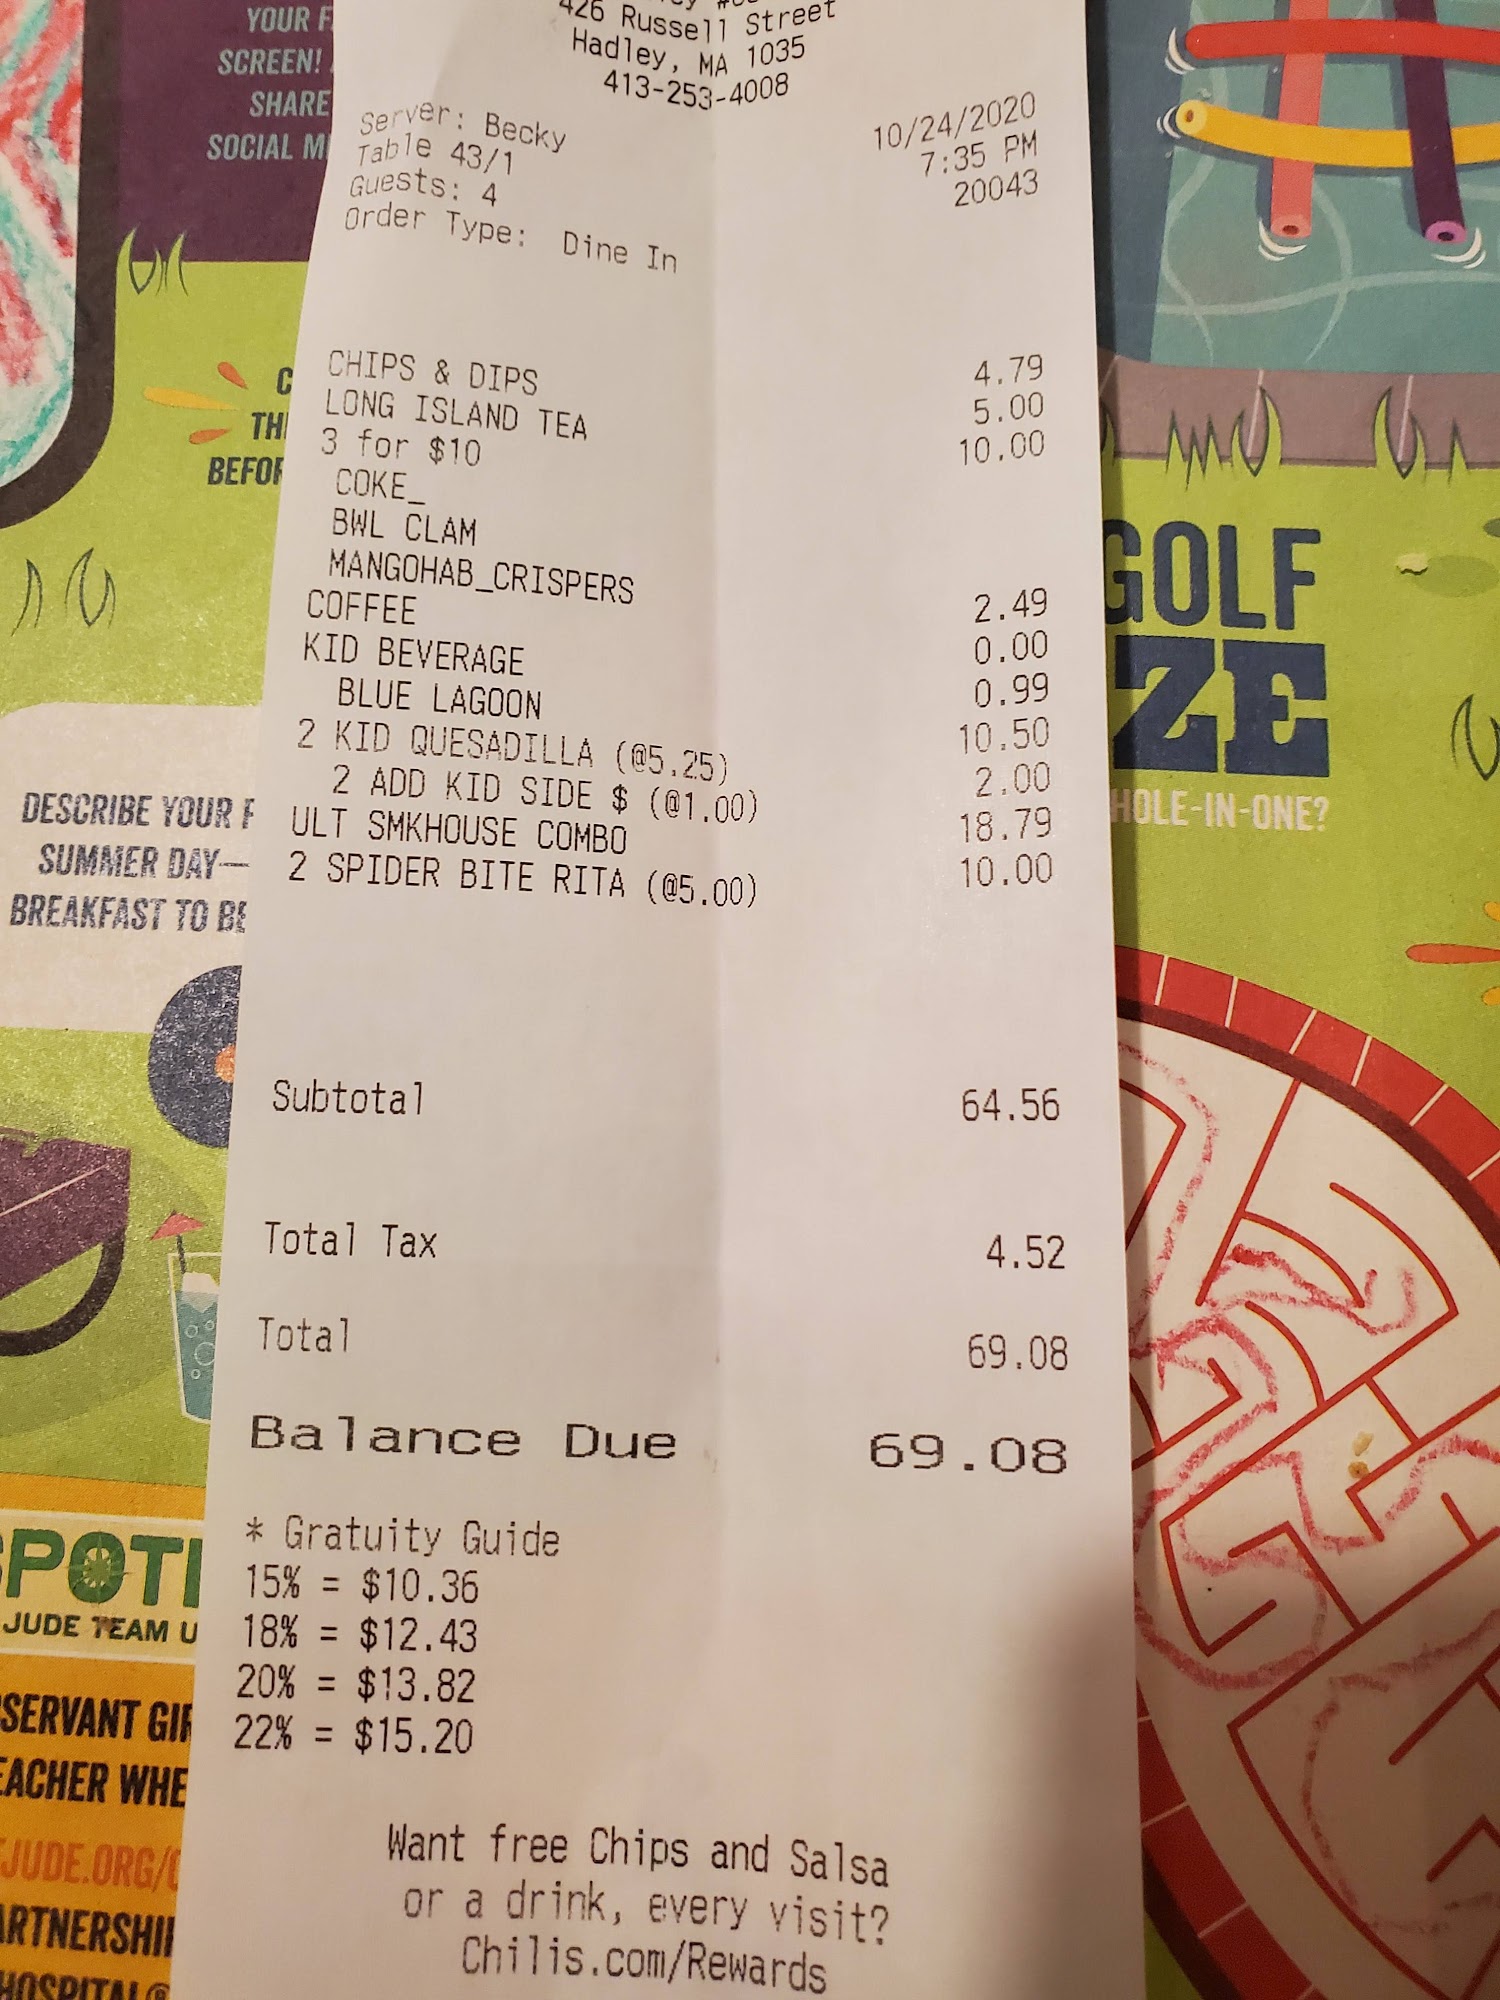 426 Russell Street
Hadley, MA 1035
413-253-4008
Server: Becky 10/24/2020
Table 43/1 7:35 PM
Guests: 4 20043
Order Type: Dine In
CHIPS & DIPS 4.79
LONG ISLAND TEA 5.00
3 for $10 10.00
COKE_
BWL CLAM
MANGOHAB_CRISPERS
COFFEE 2.49
KID BEVERAGE 0.00
BLUE LAGOON 0.99
2 KID QUESADILLA (@5.25) 10.50
2 ADD KID SIDE $ (@1.00) 2.00
ULT SMKHOUSE COMBO 18.79
2 SPIDER BITE RITA (@5.00) 10.00
Subtotal 64.56
Total Tax 4.52
Total 69.08
Balance Due 69.08
* Gratuity Guide
15% = $10.36
18% = $12.43
20% = $13.82
22% = $15.20
Want free Chips and Salsa
or a drink, every visit?
Chilis.com/Rewards
YOUR
SCREEN!
SHARE
SOCIAL
DESCRIBE YOUR
SUMMER DAY—
BREAKFAST TO
JUDE TEAM
GOLF
ZE
HOLE-IN-ONE?